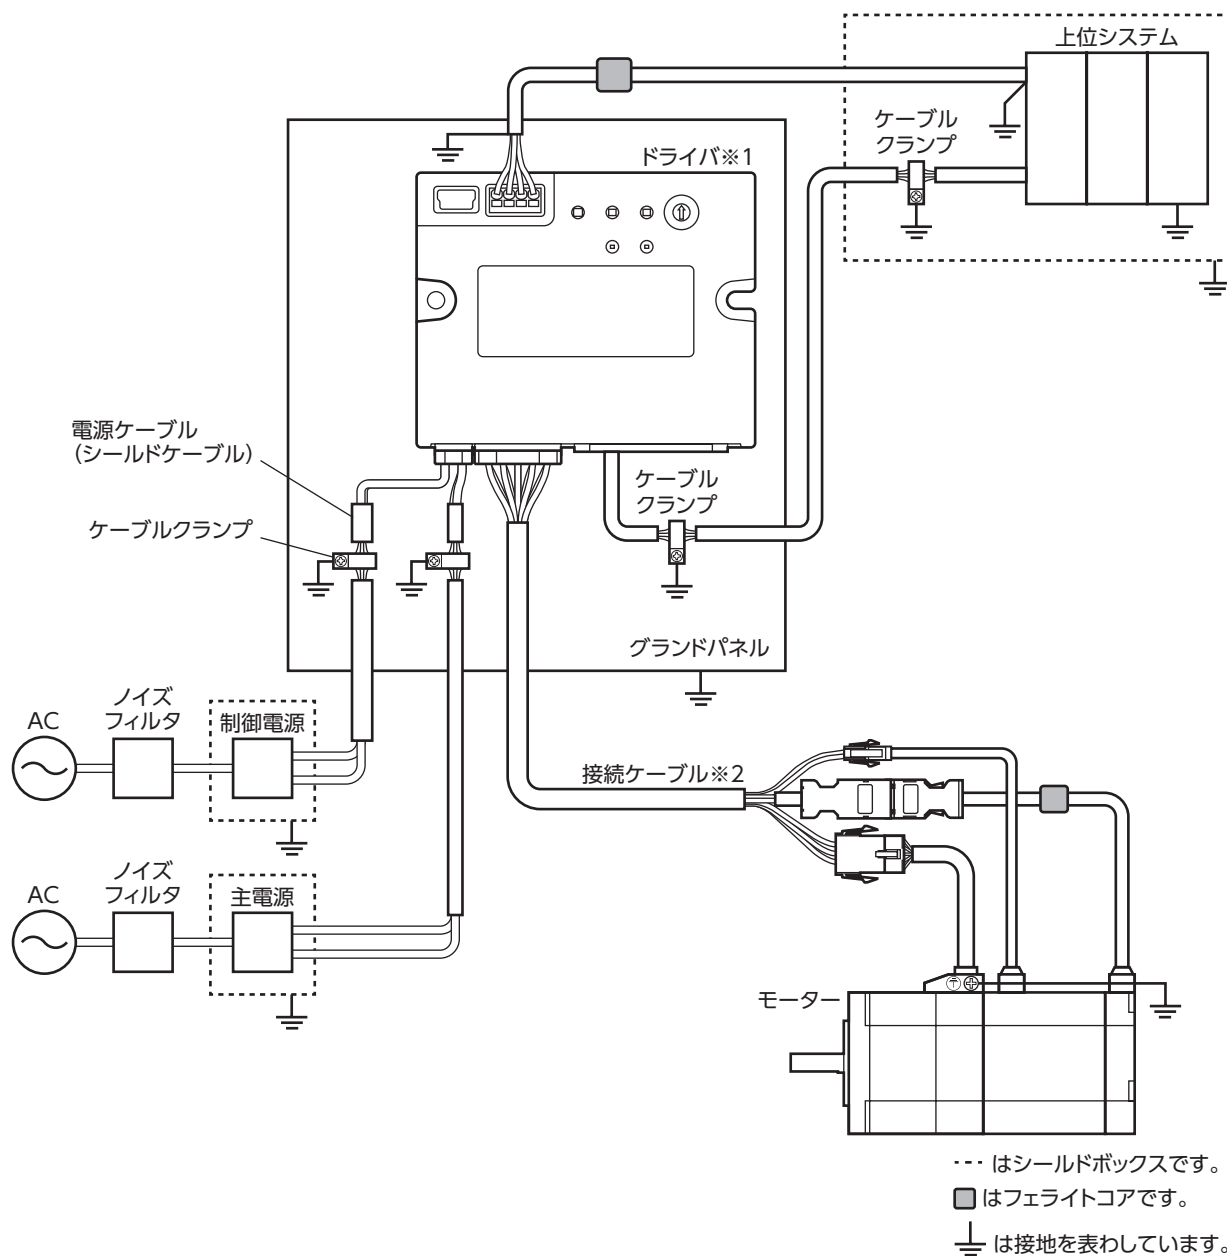 上位システム
ケーブル
クランプ
ドライバ※1
電源ケーブル
（シールドケーブル）
ケーブル
クランプ
ケーブルクランプ
グランドパネル
AC
ノイズ
フィルタ
制御電源
接続ケーブル※2
AC
ノイズ
フィルタ
主電源
モーター
はシールドボックスです。
はフェライトコアです。
は接地を表わしています。